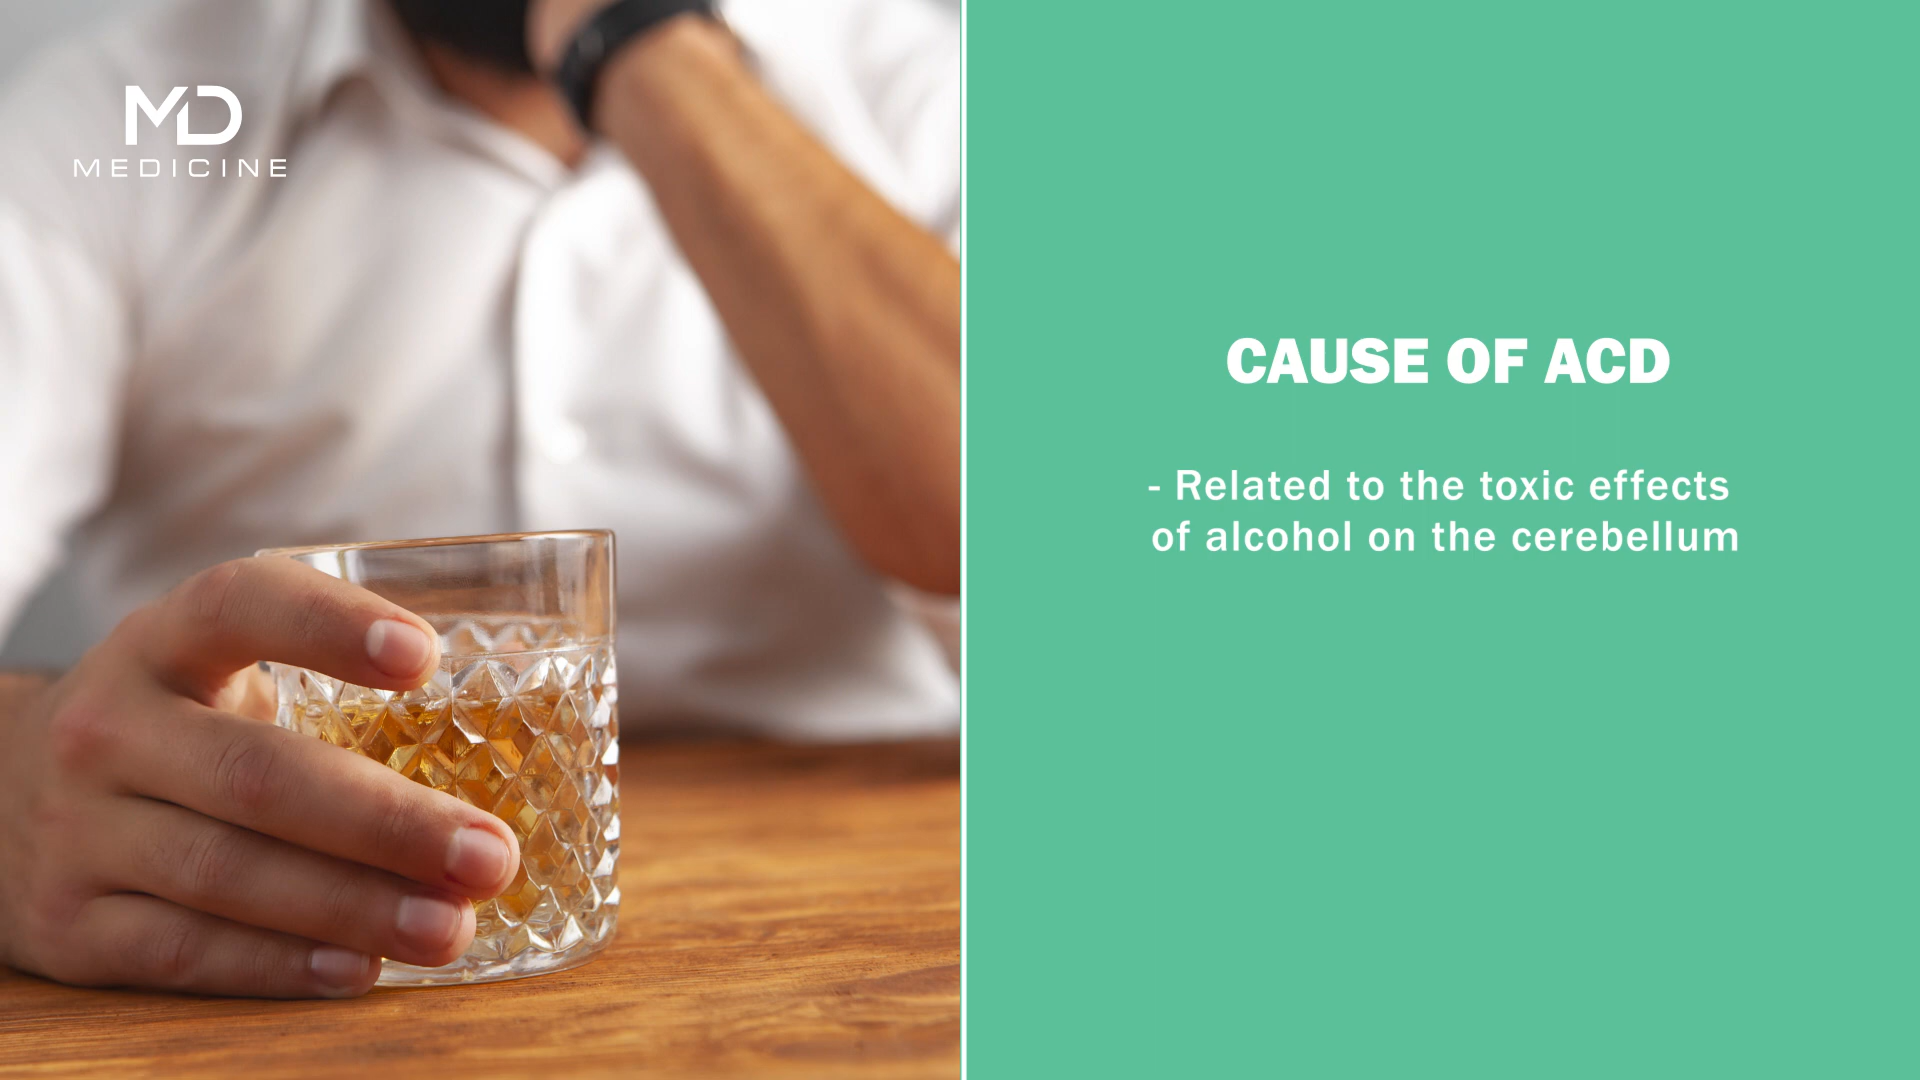 MD
MEDICINE
CAUSE OF ACD
- Related to the toxic effects
of alcohol on the cerebellum